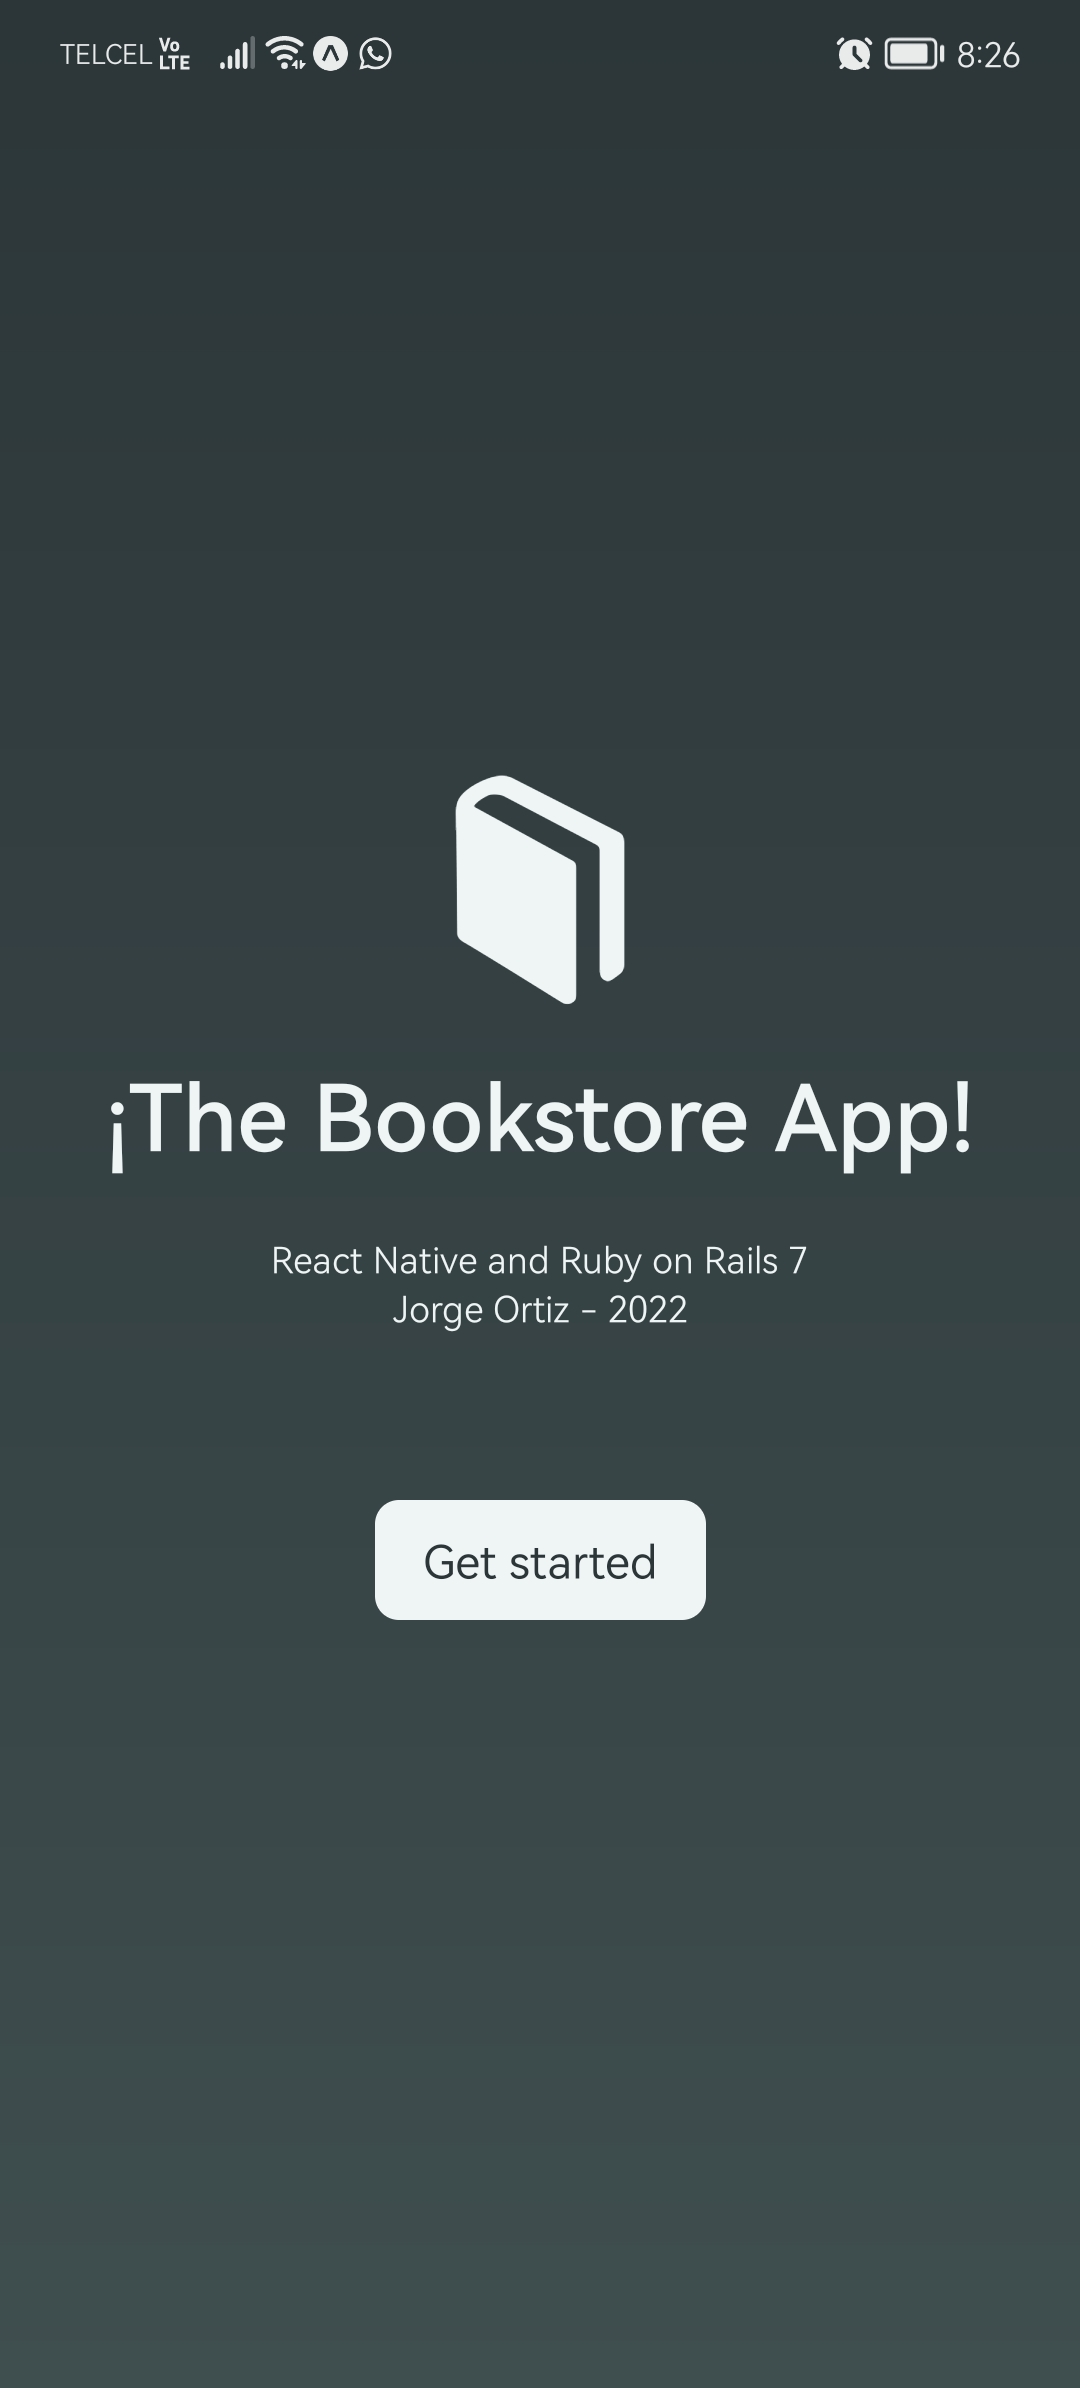 TELCEL Vo LTE 8:26
¡The Bookstore App!
React Native and Ruby on Rails 7
Jorge Ortiz - 2022
Get started